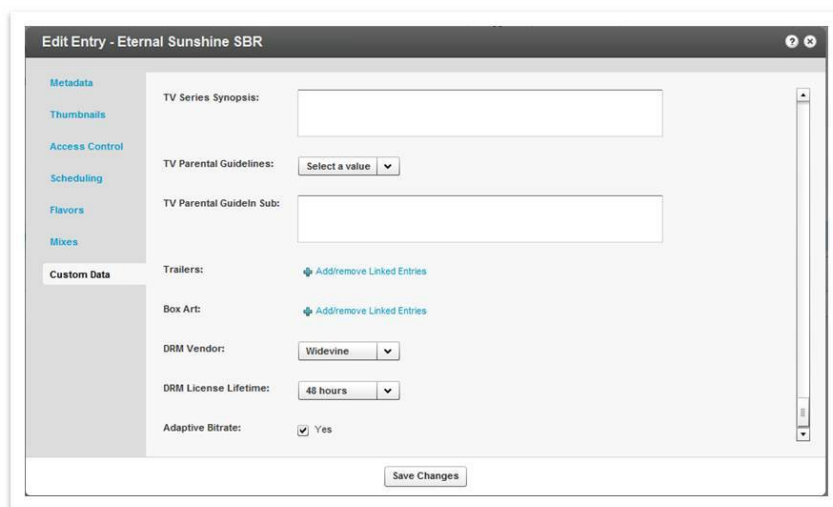 Edit Entry - Eternal Sunshine SBR
Metadata
Thumbnails
Access Control
Scheduling
Flavors
Mixes
Custom Data
TV Series Synopsis:
TV Parental Guidelines: Select a value
TV Parental Guideln Sub:
Trailers: Add/remove Linked Entries
Box Art: Add/remove Linked Entries
DRM Vendor: Widevine
DRM License Lifetime: 48 hours
Adaptive Bitrate: Yes
Save Changes